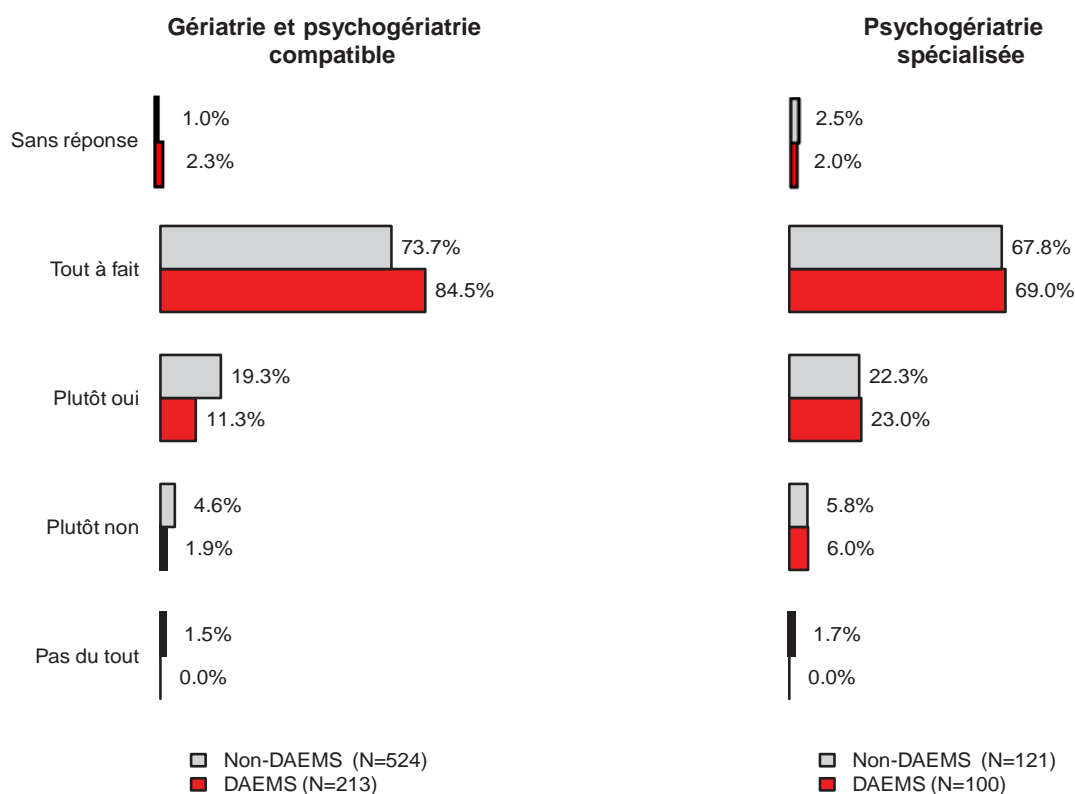 Gériatrie et psychogériatrie
compatible
Psychogériatrie
spécialisée
Sans réponse
1.0%
2.3%
2.5%
2.0%
Tout à fait
73.7%
84.5%
67.8%
69.0%
Plutôt oui
19.3%
11.3%
22.3%
23.0%
Plutôt non
4.6%
1.9%
5.8%
6.0%
Pas du tout
1.5%
0.0%
1.7%
0.0%
Non-DAEMS (N=524)
DAEMS (N=213)
Non-DAEMS (N=121)
DAEMS (N=100)